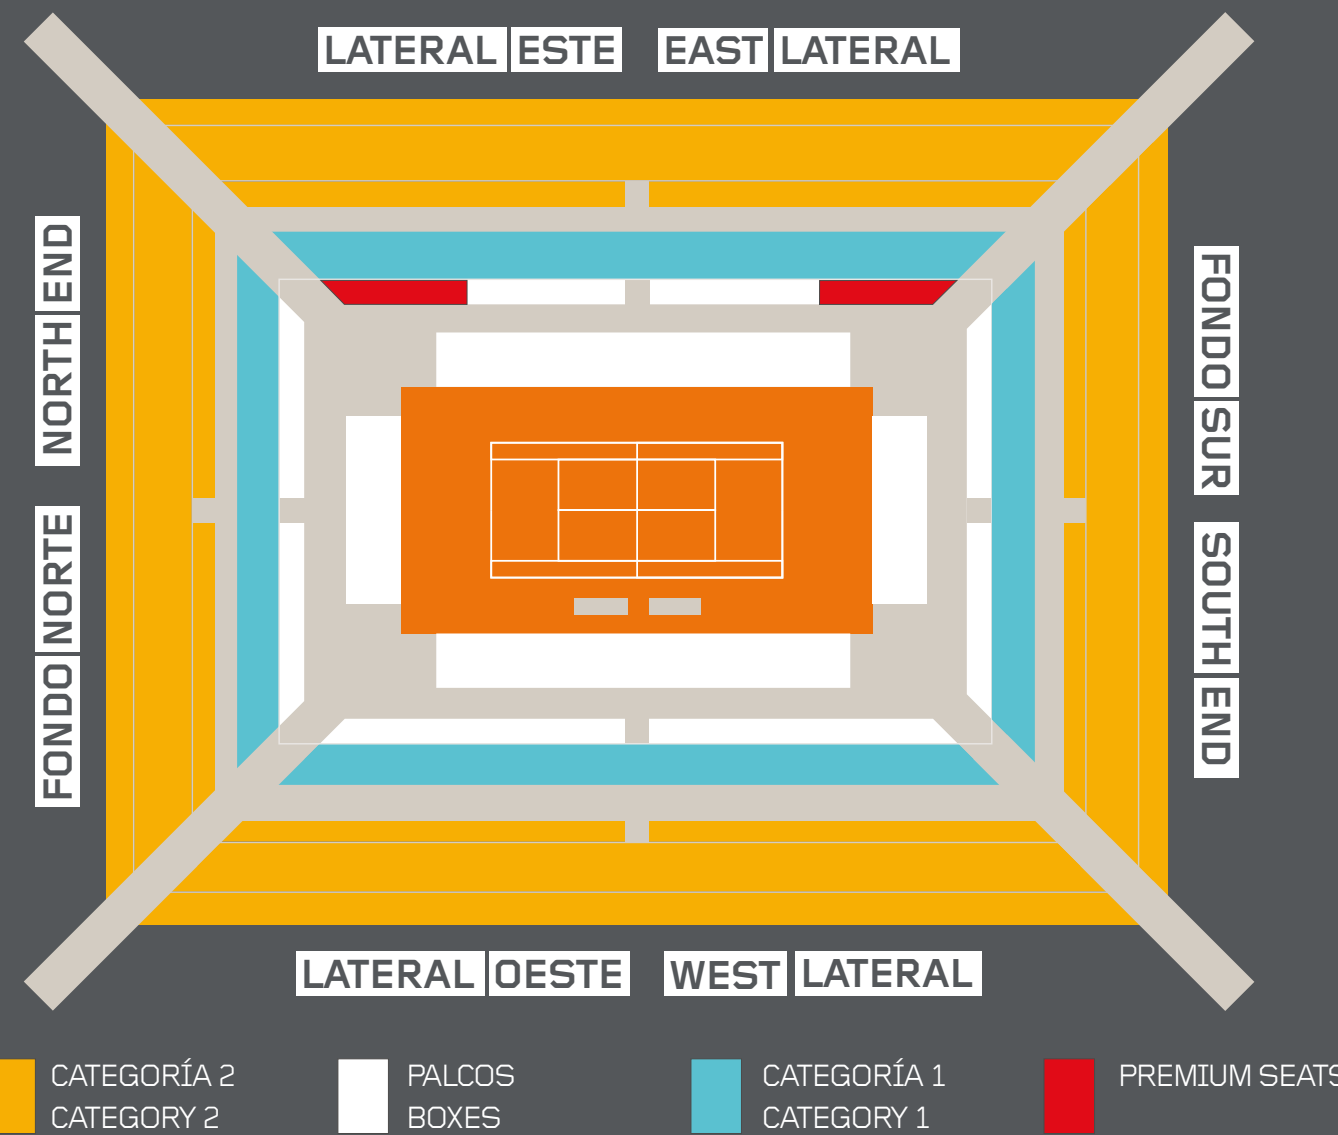 LATERAL ESTE EAST LATERAL
NORTH END
FONDO NORTE
FONDO SUR
SOUTH END
LATERAL OESTE WEST LATERAL
CATEGORÍA 2
CATEGORY 2
PALCOS
BOXES
CATEGORÍA 1
CATEGORY 1
PREMIUM SEATS